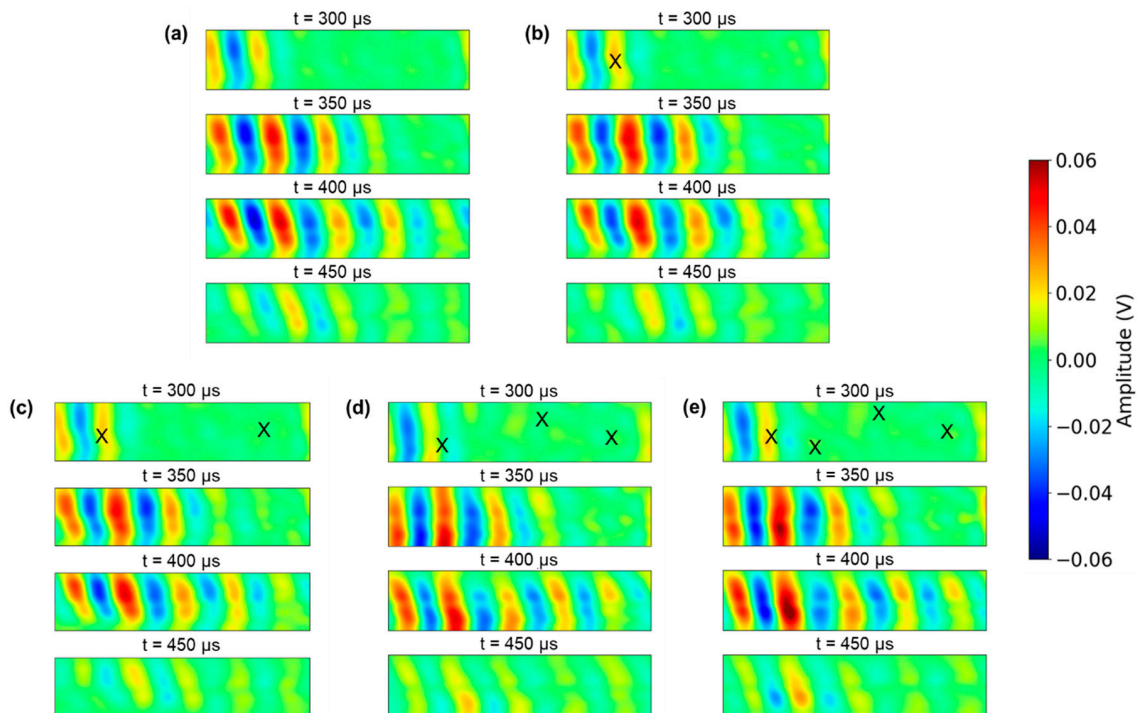 (a)
t = 300 μs
X
t = 350 μs
t = 400 μs
t = 450 μs
(b)
t = 300 μs
t = 350 μs
t = 400 μs
t = 450 μs
0.06
0.04
0.02
0.00
−0.02
−0.04
−0.06
Amplitude (V)
(c)
t = 300 μs
X X
t = 350 μs
t = 400 μs
t = 450 μs
(d)
t = 300 μs
X X X
t = 350 μs
t = 400 μs
t = 450 μs
(e)
t = 300 μs
X X X X
t = 350 μs
t = 400 μs
t = 450 μs